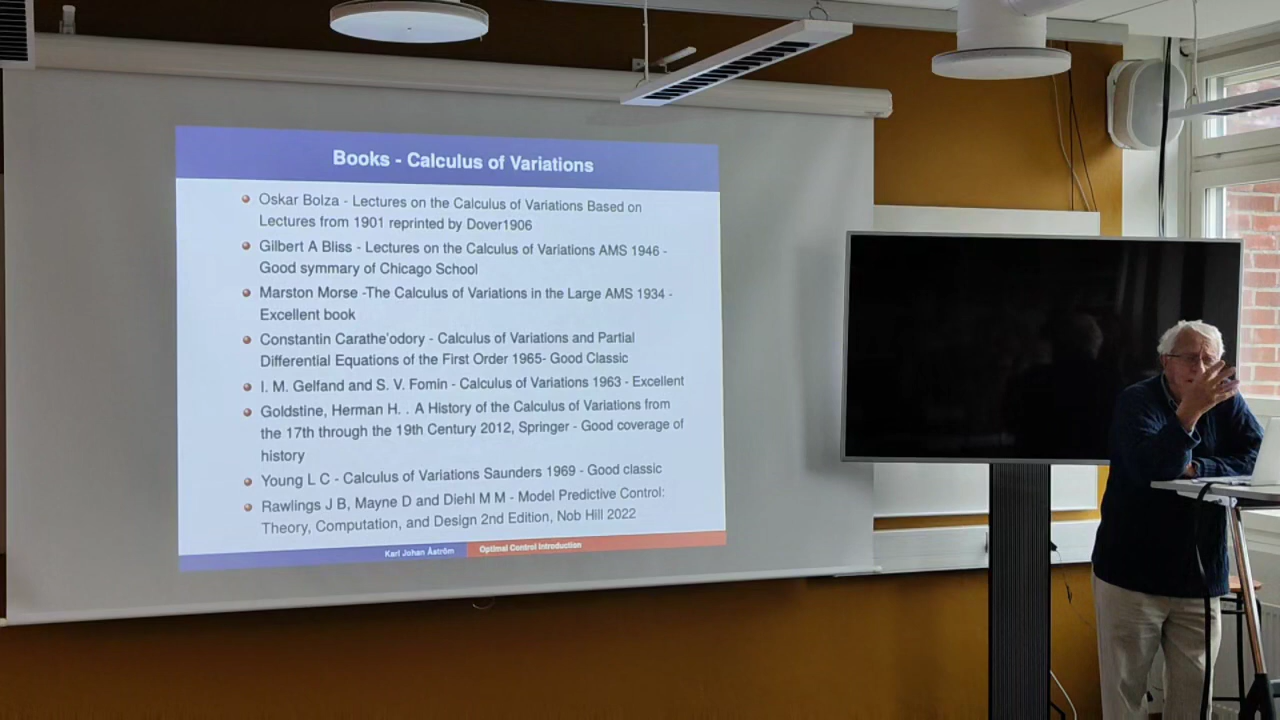 Books - Calculus of Variations
Oskar Bolza - Lectures on the Calculus of Variations Based on
Lectures from 1901 reprinted by Dover1906
Gilbert A Bliss - Lectures on the Calculus of Variations AMS 1946 -
Good symmary of Chicago School
Marston Morse -The Calculus of Variations in the Large AMS 1934 -
Excellent book
Constantin Carathe'odory - Calculus of Variations and Partial
Differential Equations of the First Order 1965- Good Classic
I. M. Gelfand and S. V. Fomin - Calculus of Variations 1963 - Excellent
Goldstine, Herman H. . A History of the Calculus of Variations from
the 17th through the 19th Century 2012, Springer - Good coverage of
history
Young L C - Calculus of Variations Saunders 1969 - Good classic
Rawlings J B, Mayne D and Diehl M M - Model Predictive Control:
Theory, Computation, and Design 2nd Edition, Nob Hill 2022
Karl Johan Åström Optimal Control Introduction